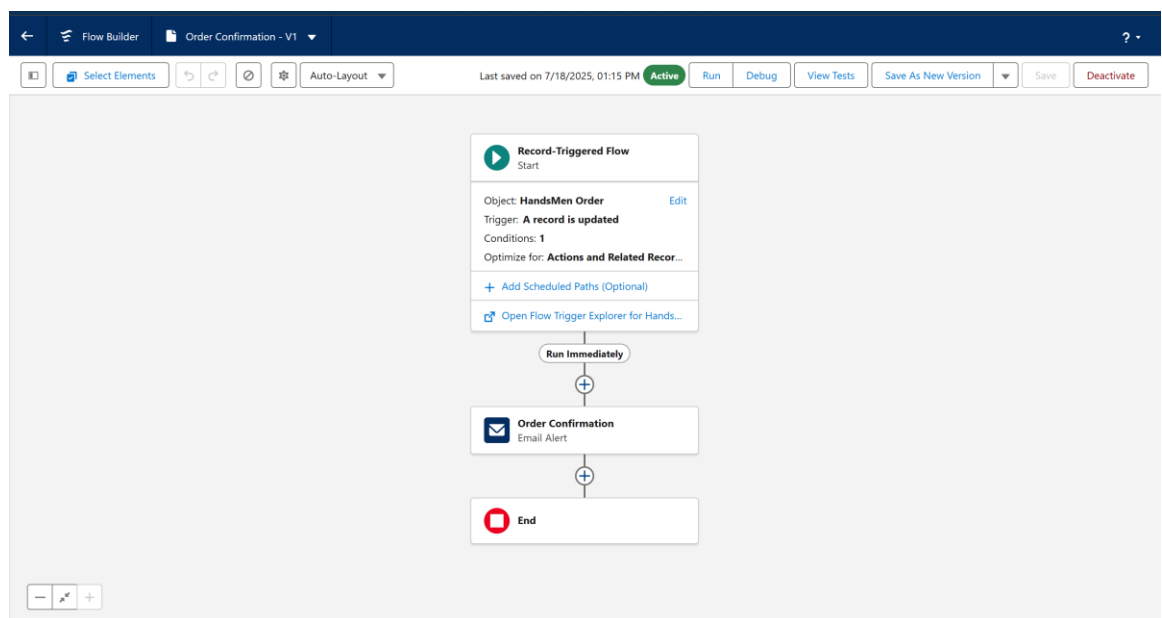 Flow Builder
Order Confirmation - V1
?
Select Elements
Auto-Layout
Last saved on 7/18/2025, 01:15 PM
Active
Run
Debug
View Tests
Save As New Version
Save
Deactivate
Record-Triggered Flow
Start
Object: HandsMen Order
Edit
Trigger: A record is updated
Conditions: 1
Optimize for: Actions and Related Recor...
+ Add Scheduled Paths (Optional)
Open Flow Trigger Explorer for Hands...
Run Immediately
Order Confirmation
Email Alert
End